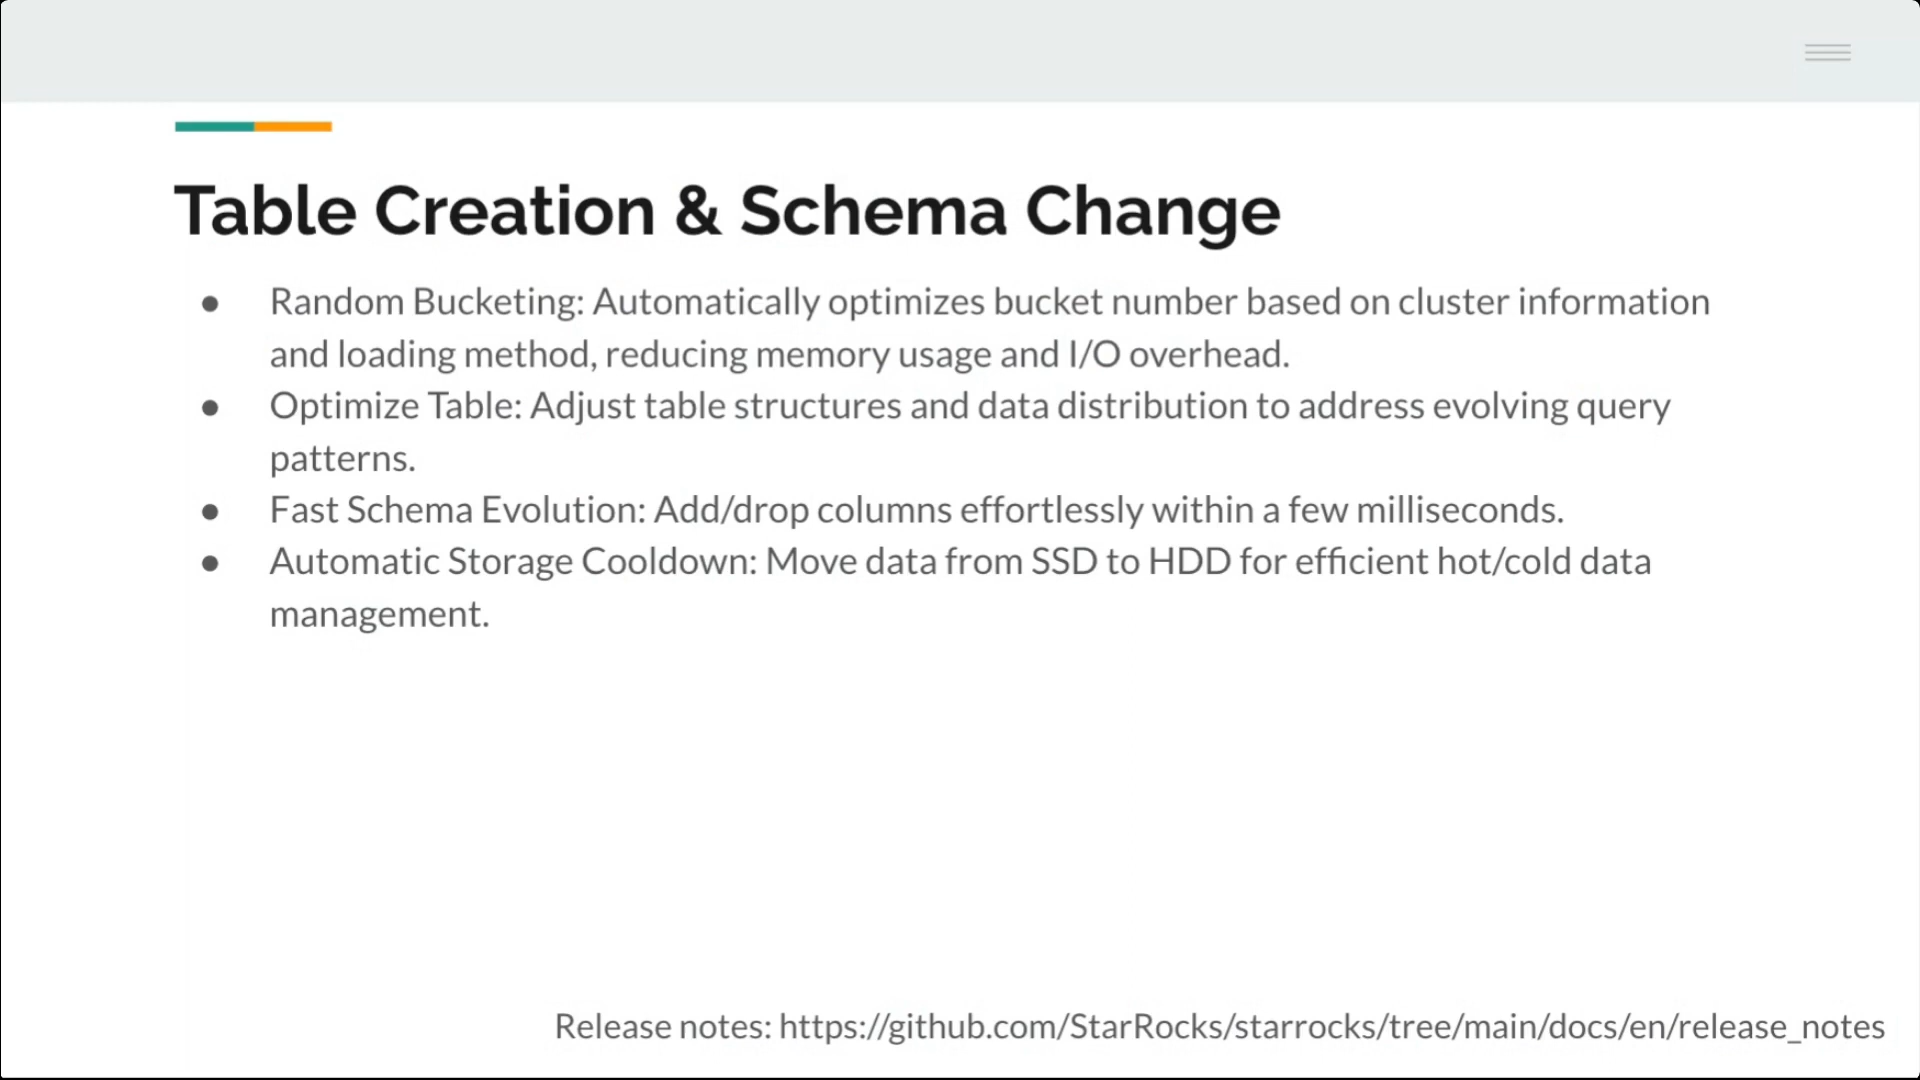 Table Creation & Schema Change
● Random Bucketing: Automatically optimizes bucket number based on cluster information
and loading method, reducing memory usage and I/O overhead.
● Optimize Table: Adjust table structures and data distribution to address evolving query
patterns.
● Fast Schema Evolution: Add/drop columns effortlessly within a few milliseconds.
● Automatic Storage Cooldown: Move data from SSD to HDD for efficient hot/cold data
management.
Release notes: https://github.com/StarRocks/starrocks/tree/main/docs/en/release_notes